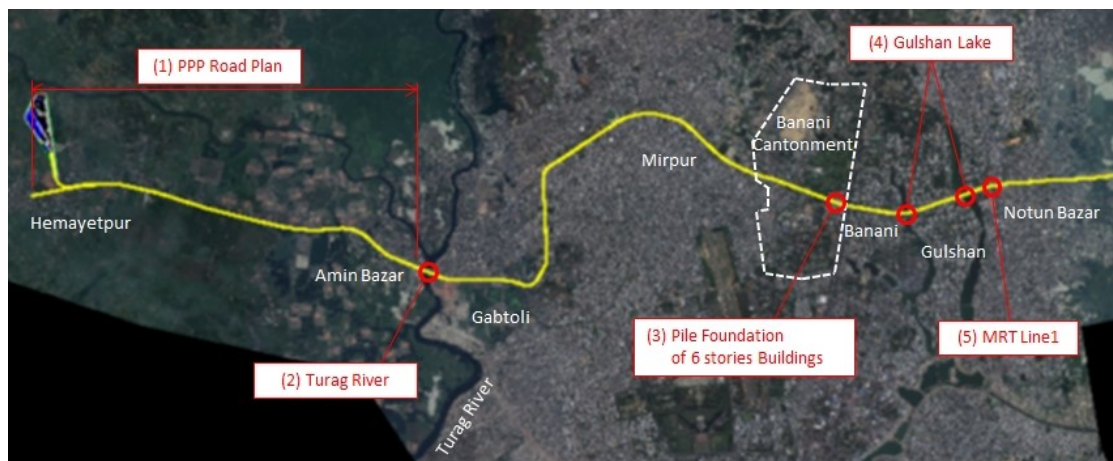 (4) Gulshan Lake
(1) PPP Road Plan
Banani
Cantonment
Mirpur
Hemayetpur
Banani
Notun Bazar
Gulshan
Amin Bazar
Gabtoli
(3) Pile Foundation
of 6 stories Buildings
(5) MRT Line1
(2) Turag River
Turag River